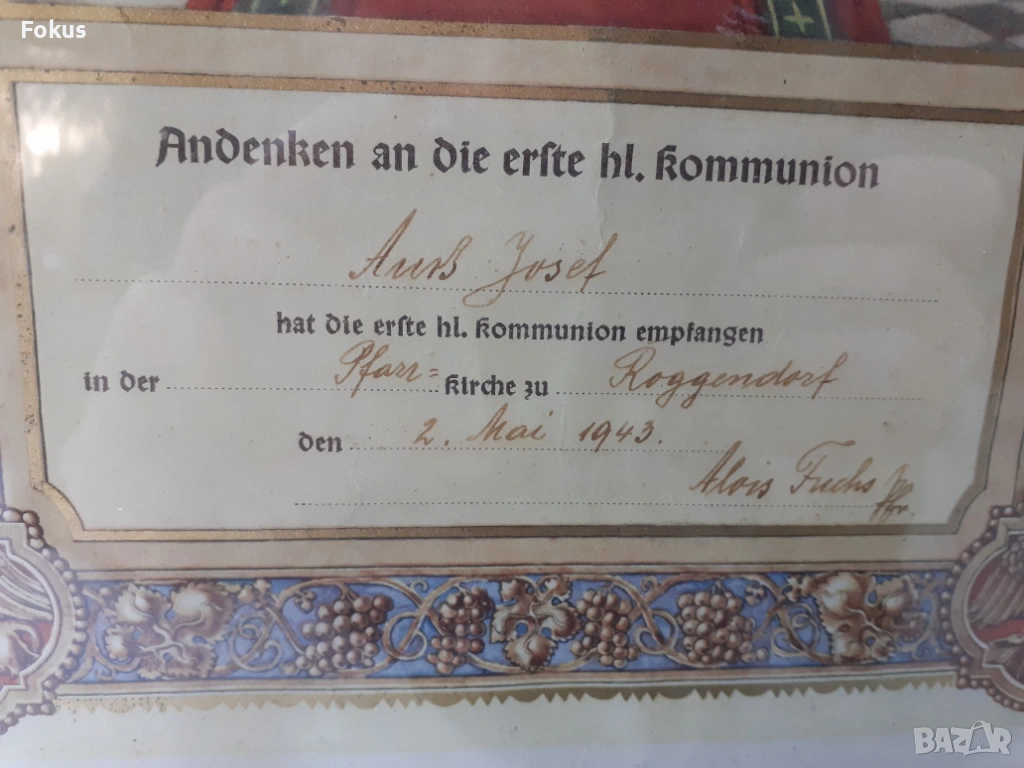 Fokus
Andenken an die erste hl. Kommunion
Auß Josef
hat die erste hl. Kommunion empfangen
in der Pfarr= Kirche zu Roggendorf
den 2. Mai 1943.
Alois Fuchs Pfr.
BAZAR